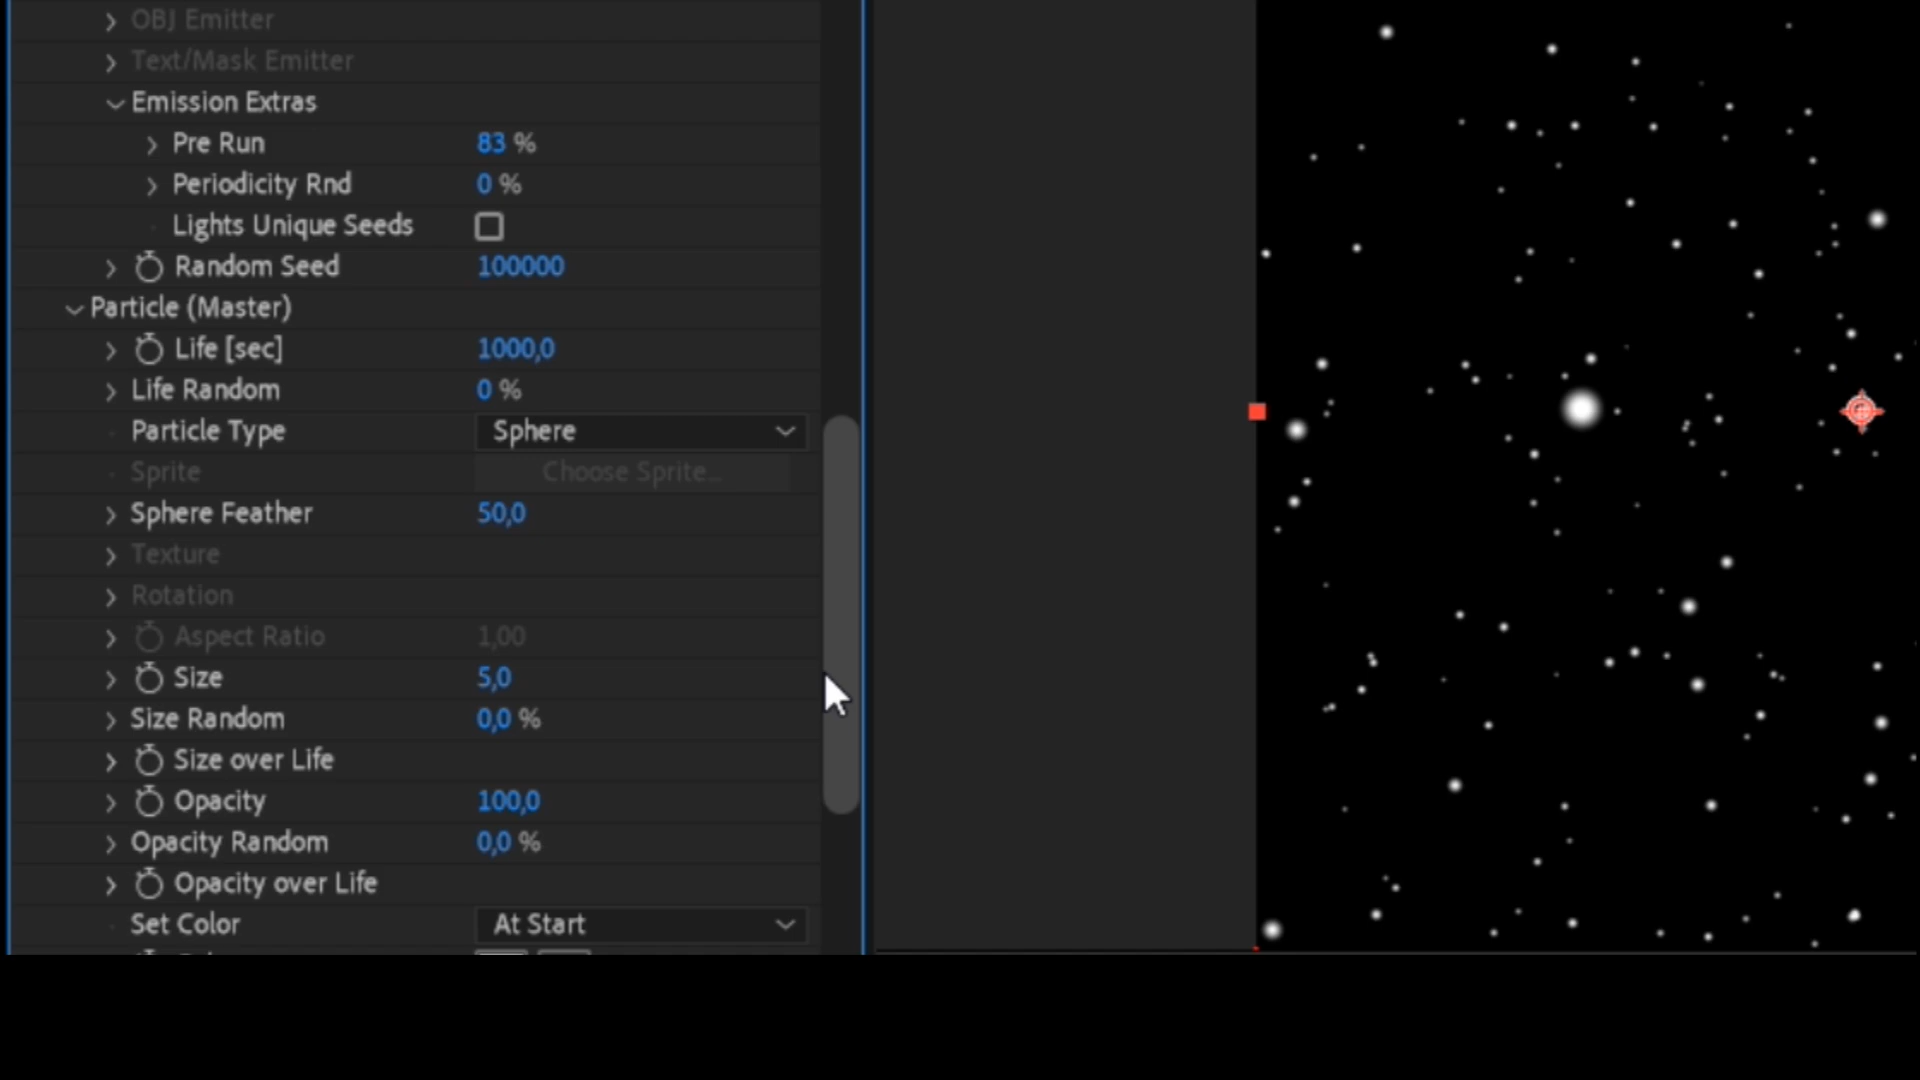 OBJ Emitter
Text/Mask Emitter
Emission Extras
Pre Run 83 %
Periodicity Rnd 0 %
Lights Unique Seeds
Random Seed 100000
Particle (Master)
Life [sec] 1000,0
Life Random 0 %
Particle Type Sphere
Sprite Choose Sprite...
Sphere Feather 50,0
Texture
Rotation
Aspect Ratio 1,00
Size 5,0
Size Random 0,0 %
Size over Life
Opacity 100,0
Opacity Random 0,0 %
Opacity over Life
Set Color At Start